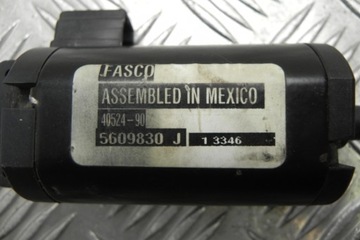 FASCO
ASSEMBLED IN MEXICO
40524-90
5609830 J 1 3346